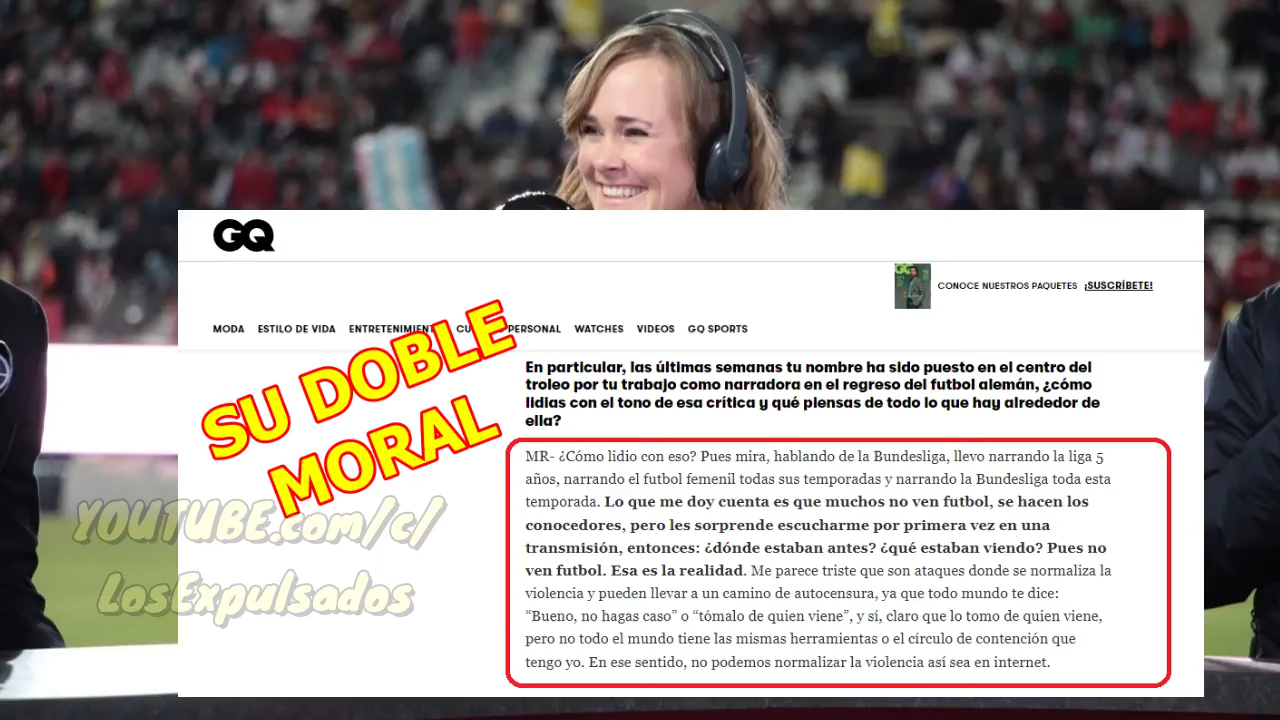 GQ
CONOCE NUESTROS PAQUETES ¡SUSCRÍBETE!
MODA ESTILO DE VIDA ENTRETENIMIENT CU PERSONAL WATCHES VIDEOS GQ SPORTS
En particular, las últimas semanas tu nombre ha sido puesto en el centro del
troleo por tu trabajo como narradora en el regreso del futbol alemán, ¿cómo
lidias con el tono de esa crítica y qué piensas de todo lo que hay alrededor de
ella?
SU DOBLE
MORAL
MR- ¿Cómo lidio con eso? Pues mira, hablando de la Bundesliga, llevo narrando la liga 5
años, narrando el futbol femenil todas sus temporadas y narrando la Bundesliga toda esta
temporada. Lo que me doy cuenta es que muchos no ven futbol, se hacen los
conocedores, pero les sorprende escucharme por primera vez en una
transmisión, entonces: ¿dónde estaban antes? ¿qué estaban viendo? Pues no
ven futbol. Esa es la realidad. Me parece triste que son ataques donde se normaliza la
violencia y pueden llevar a un camino de autocensura, ya que todo mundo te dice:
“Bueno, no hagas caso” o “tómalo de quien viene”, y sí, claro que lo tomo de quien viene,
pero no todo el mundo tiene las mismas herramientas o el círculo de contención que
tengo yo. En ese sentido, no podemos normalizar la violencia así sea en internet.
YOUTUBE.com/c/
LosExpulsados